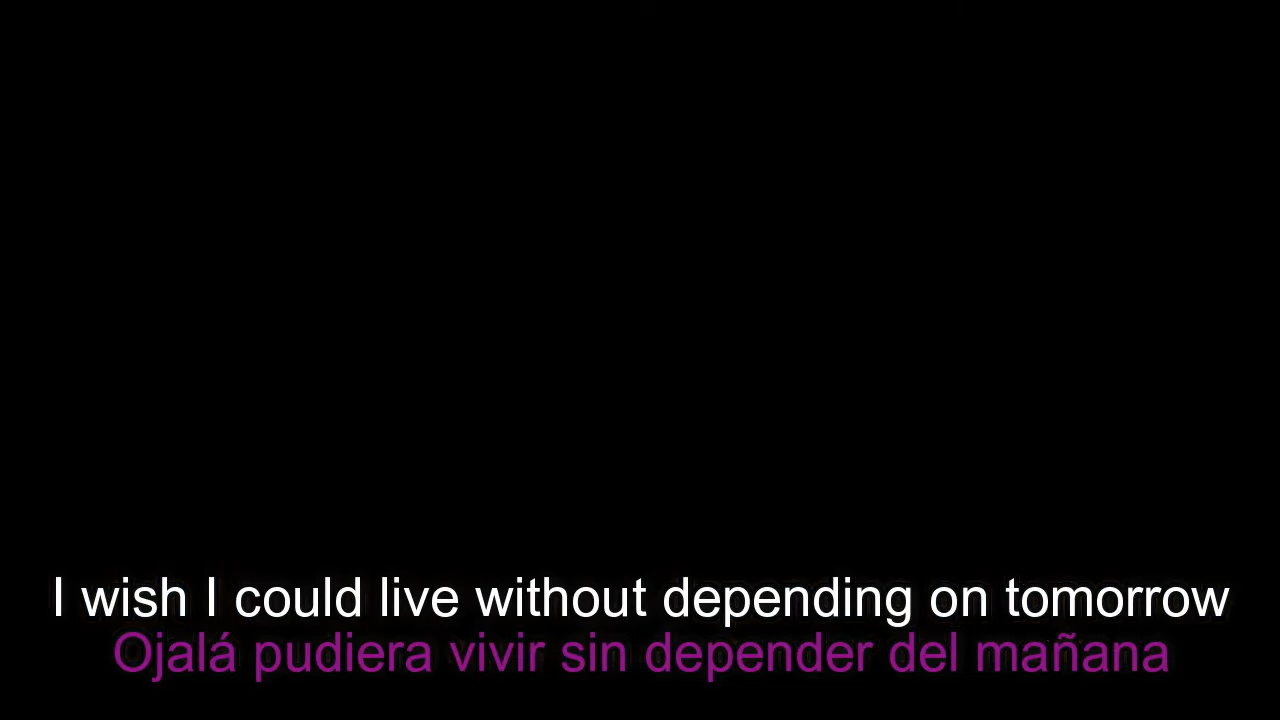 I wish I could live without depending on tomorrow
Ojalá pudiera vivir sin depender del mañana